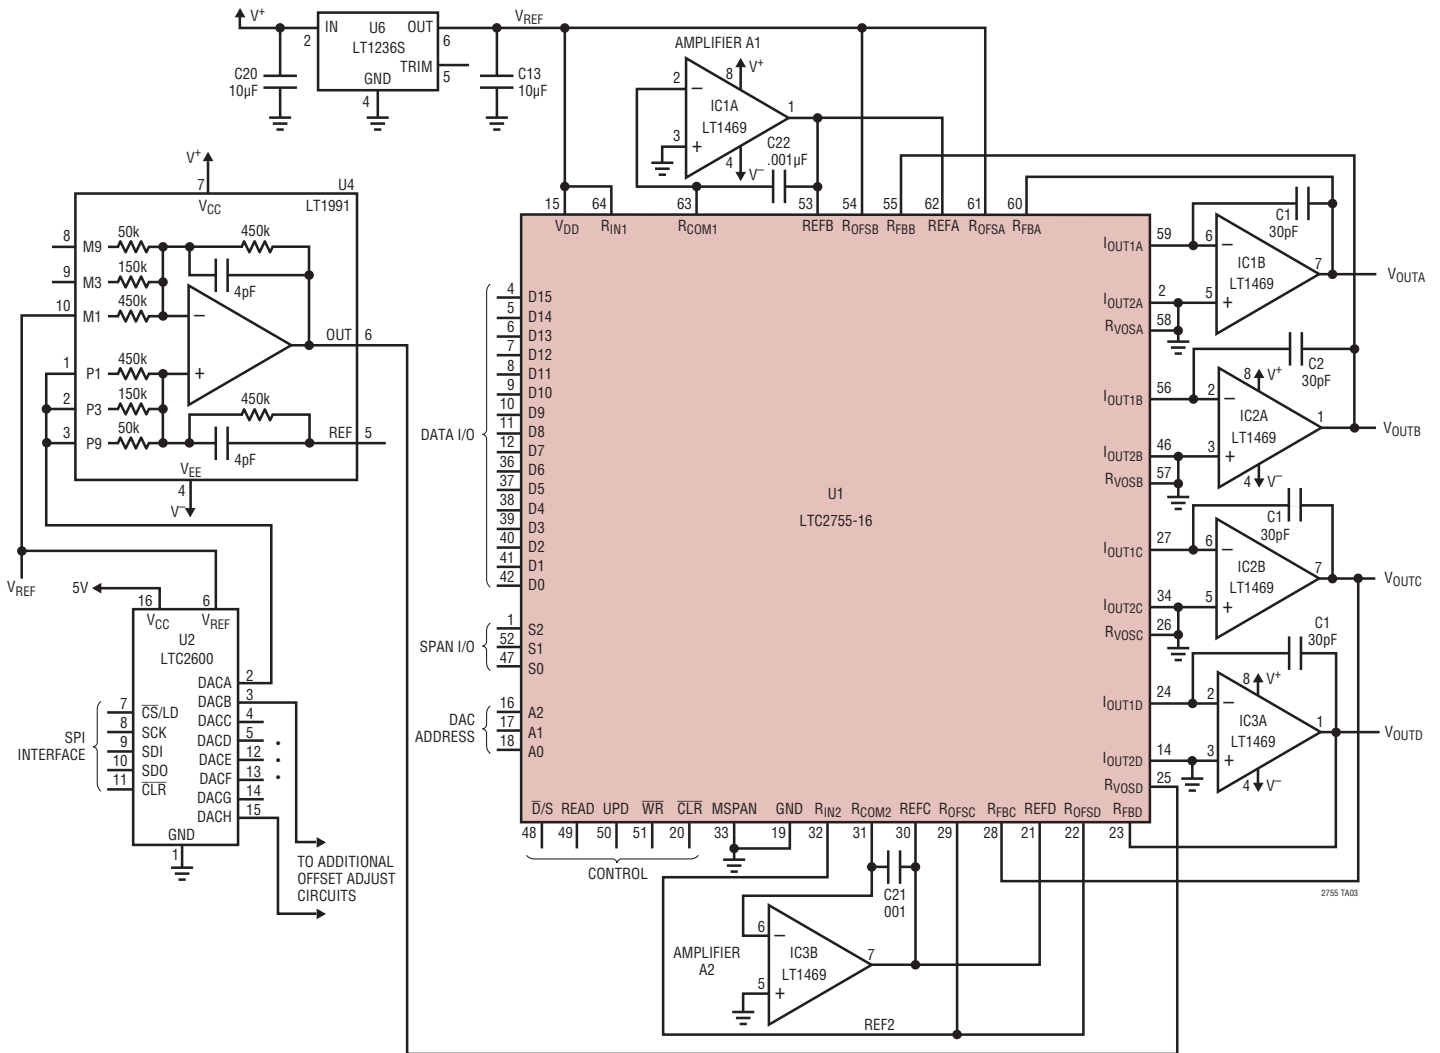 V+
IN
U6
LT1236S
OUT
TRIM
GND
2
6
5
4
C20
10µF
C13
10µF
VREF
AMPLIFIER A1
2
3
8
V+
IC1A
LT1469
1
4
V–
C22
.001µF
V+
7
VCC
U4
LT1991
8
M9
50k
450k
4pF
9
M3
150k
10
M1
450k
OUT
6
1
P1
450k
2
P3
150k
450k
3
P9
50k
4pF
REF
5
VEE
4
V–
VREF
15
64
63
53
54
55
62
61
60
VDD
RIN1
RCOM1
REFB
ROFSB
RFBB
REFA
ROFSA
RFBA
DATA I/O
4
D15
5
D14
6
D13
7
D12
8
D11
9
D10
10
D9
11
D8
12
D7
36
D6
37
D5
38
D4
39
D3
40
D2
41
D1
42
D0
SPAN I/O
1
S2
52
S1
47
S0
DAC
ADDRESS
16
A2
17
A1
18
A0
U1
LTC2755-16
IOUT1A
59
IOUT2A
2
RVOSA
58
C1
30pF
6
5
IC1B
LT1469
7
VOUTA
IOUT1B
56
IOUT2B
46
RVOSB
57
C2
30pF
8
V+
2
3
IC2A
LT1469
1
4
V–
VOUTB
IOUT1C
27
IOUT2C
34
RVOSC
26
C1
30pF
6
5
IC2B
LT1469
7
VOUTC
IOUT1D
24
IOUT2D
14
RVOSD
25
C1
30pF
8
V+
2
3
IC3A
LT1469
1
4
V–
VOUTD
D/S
READ
UPD
WR
CLR
MSPAN
GND
RIN2
RCOM2
REFC
ROFSC
RFBC
REFD
ROFSD
RFBD
48
49
50
51
20
33
19
32
31
30
29
28
21
22
23
CONTROL
C21
001
AMPLIFIER
A2
6
5
IC3B
LT1469
7
REF2
2755 TA03
5V
16
VCC
6
VREF
U2
LTC2600
SPI
INTERFACE
7
CS/LD
8
SCK
9
SDI
10
SDO
11
CLR
DACA
2
DACB
3
DACC
4
DACD
5
DACE
12
DACF
13
DACG
14
DACH
15
GND
1
TO ADDITIONAL
OFFSET ADJUST
CIRCUITS